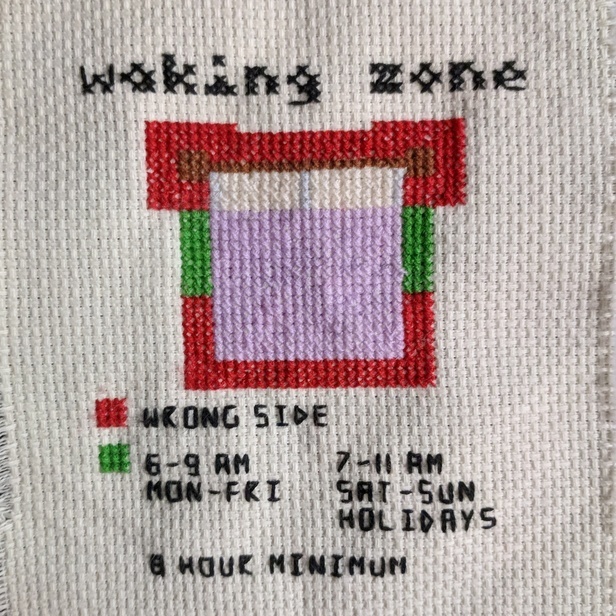 waking zone
WRONG SIDE
6-9 AM 7-11 AM
MON-FRI SAT-SUN
HOLIDAYS
8 HOUR MINIMUM